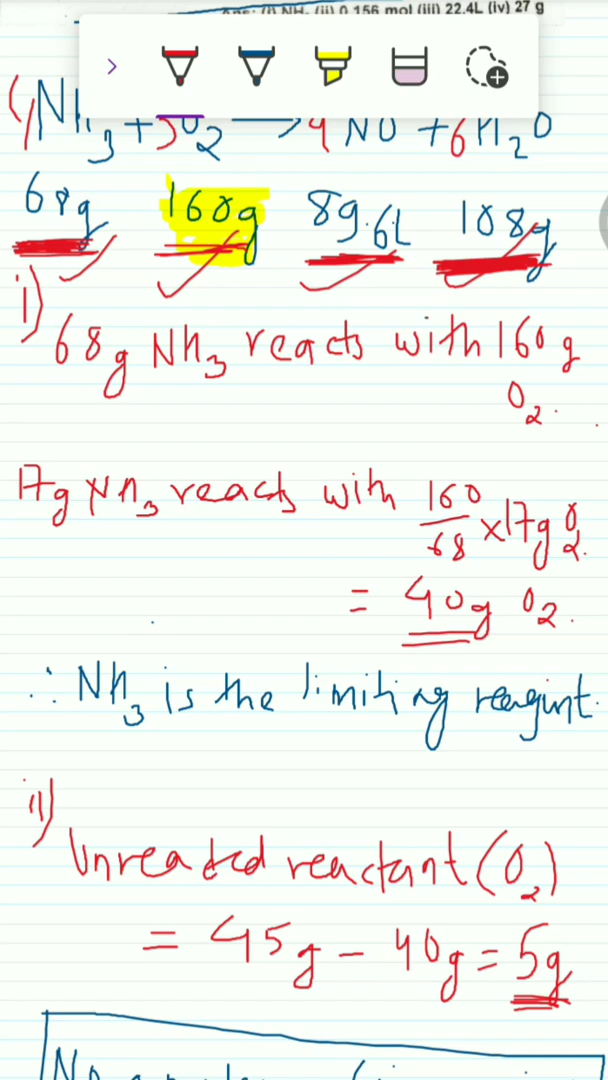 Ans: (i) NH₃ (ii) 0.156 mol (iii) 22.4L (iv) 27 g
4NH₃ + 5O₂ → 4NO + 6H₂O
68g 160g 89.6L 108g
i)
68g NH₃ reacts with 160g
O₂.
17g NH₃ reacts with 160/68 × 17g O₂.
= 40g O₂.
∴ NH₃ is the limiting reagint.
ii)
Unreacted reactant (O₂)
= 45g - 40g = 5g